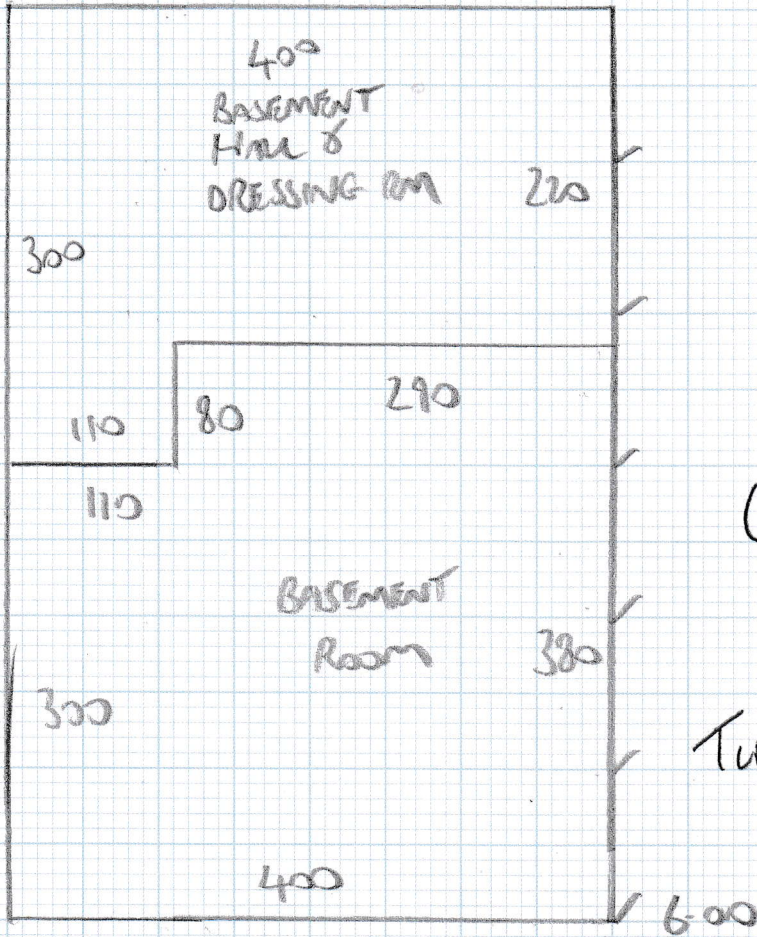 400
BASEMENT
HALL &
DRESSING RM
220
300
110
80
290
110
BASEMENT
ROOM
380
300
400
6.00